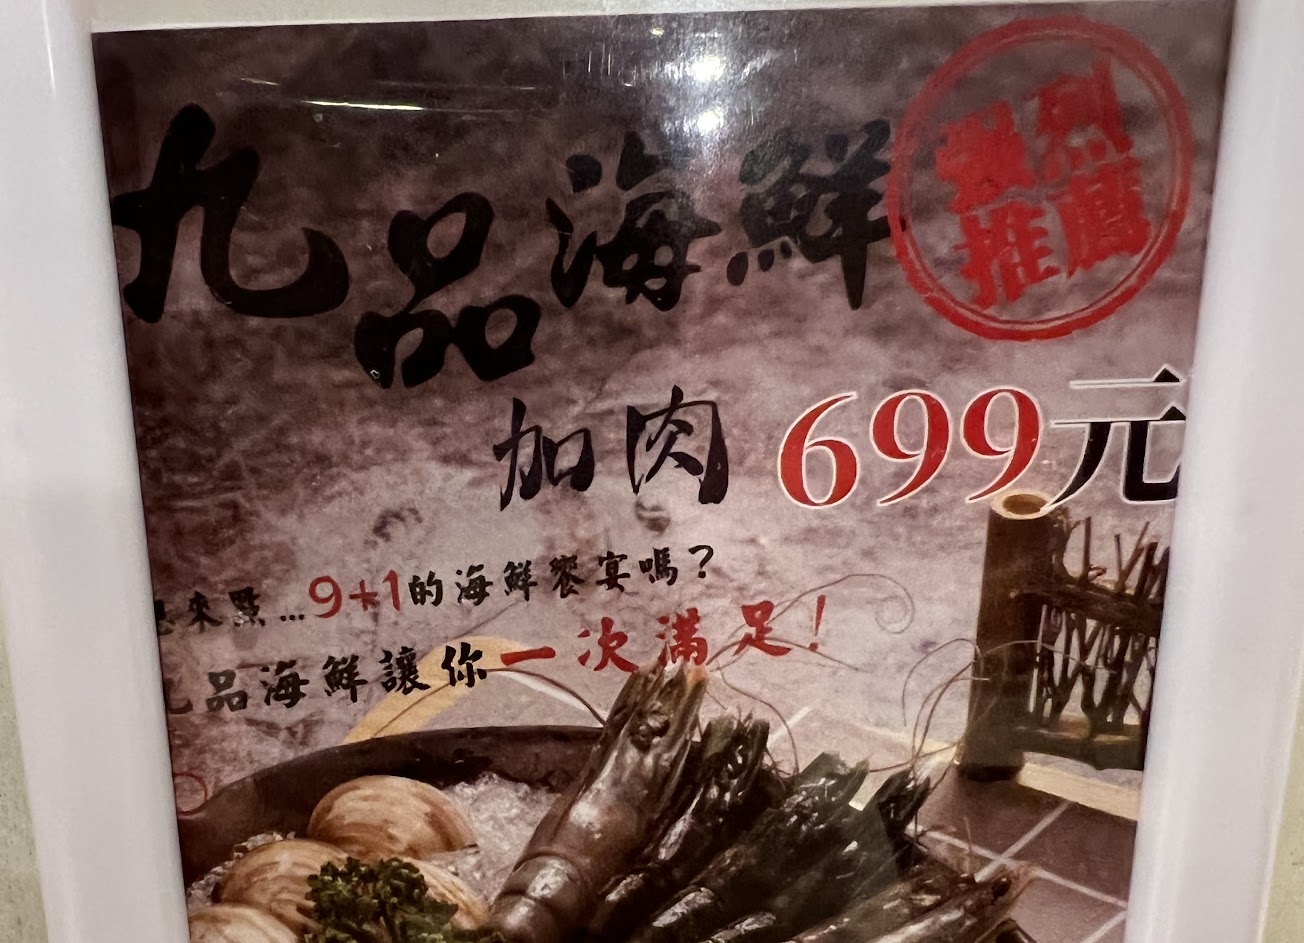 九品海鮮
強烈
推薦
加肉 699元
來點...9+1的海鮮饗宴嗎？
九品海鮮讓你一次滿足！